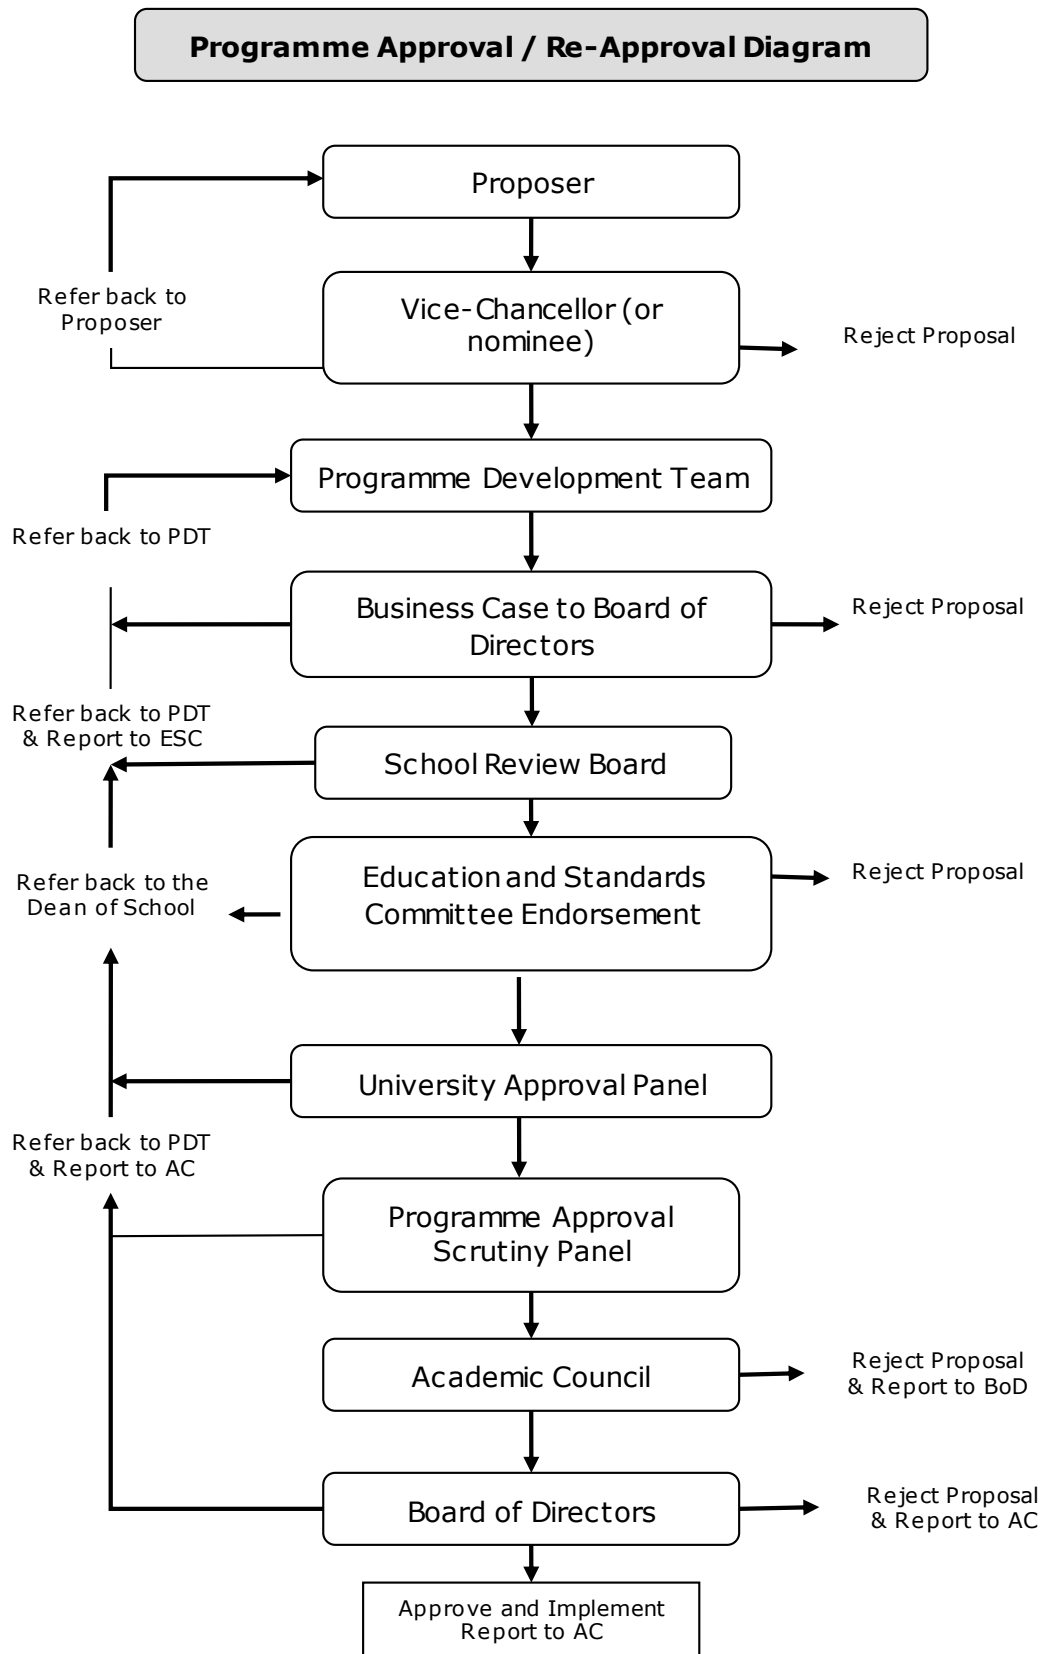 Programme Approval / Re-Approval Diagram
Proposer
Refer back to
Proposer
Vice-Chancellor (or
nominee)
Reject Proposal
Programme Development Team
Refer back to PDT
Business Case to Board of
Directors
Reject Proposal
Refer back to PDT
& Report to ESC
School Review Board
Education and Standards
Committee Endorsement
Reject Proposal
Refer back to the
Dean of School
University Approval Panel
Refer back to PDT
& Report to AC
Programme Approval
Scrutiny Panel
Academic Council
Reject Proposal
& Report to BoD
Board of Directors
Reject Proposal
& Report to AC
Approve and Implement
Report to AC